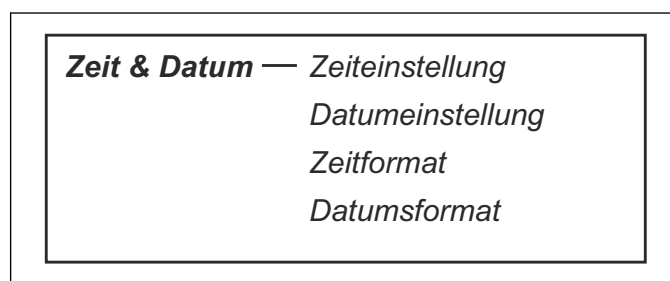 Zeit & Datum — Zeiteinstellung
Datumeinstellung
Zeitformat
Datumsformat